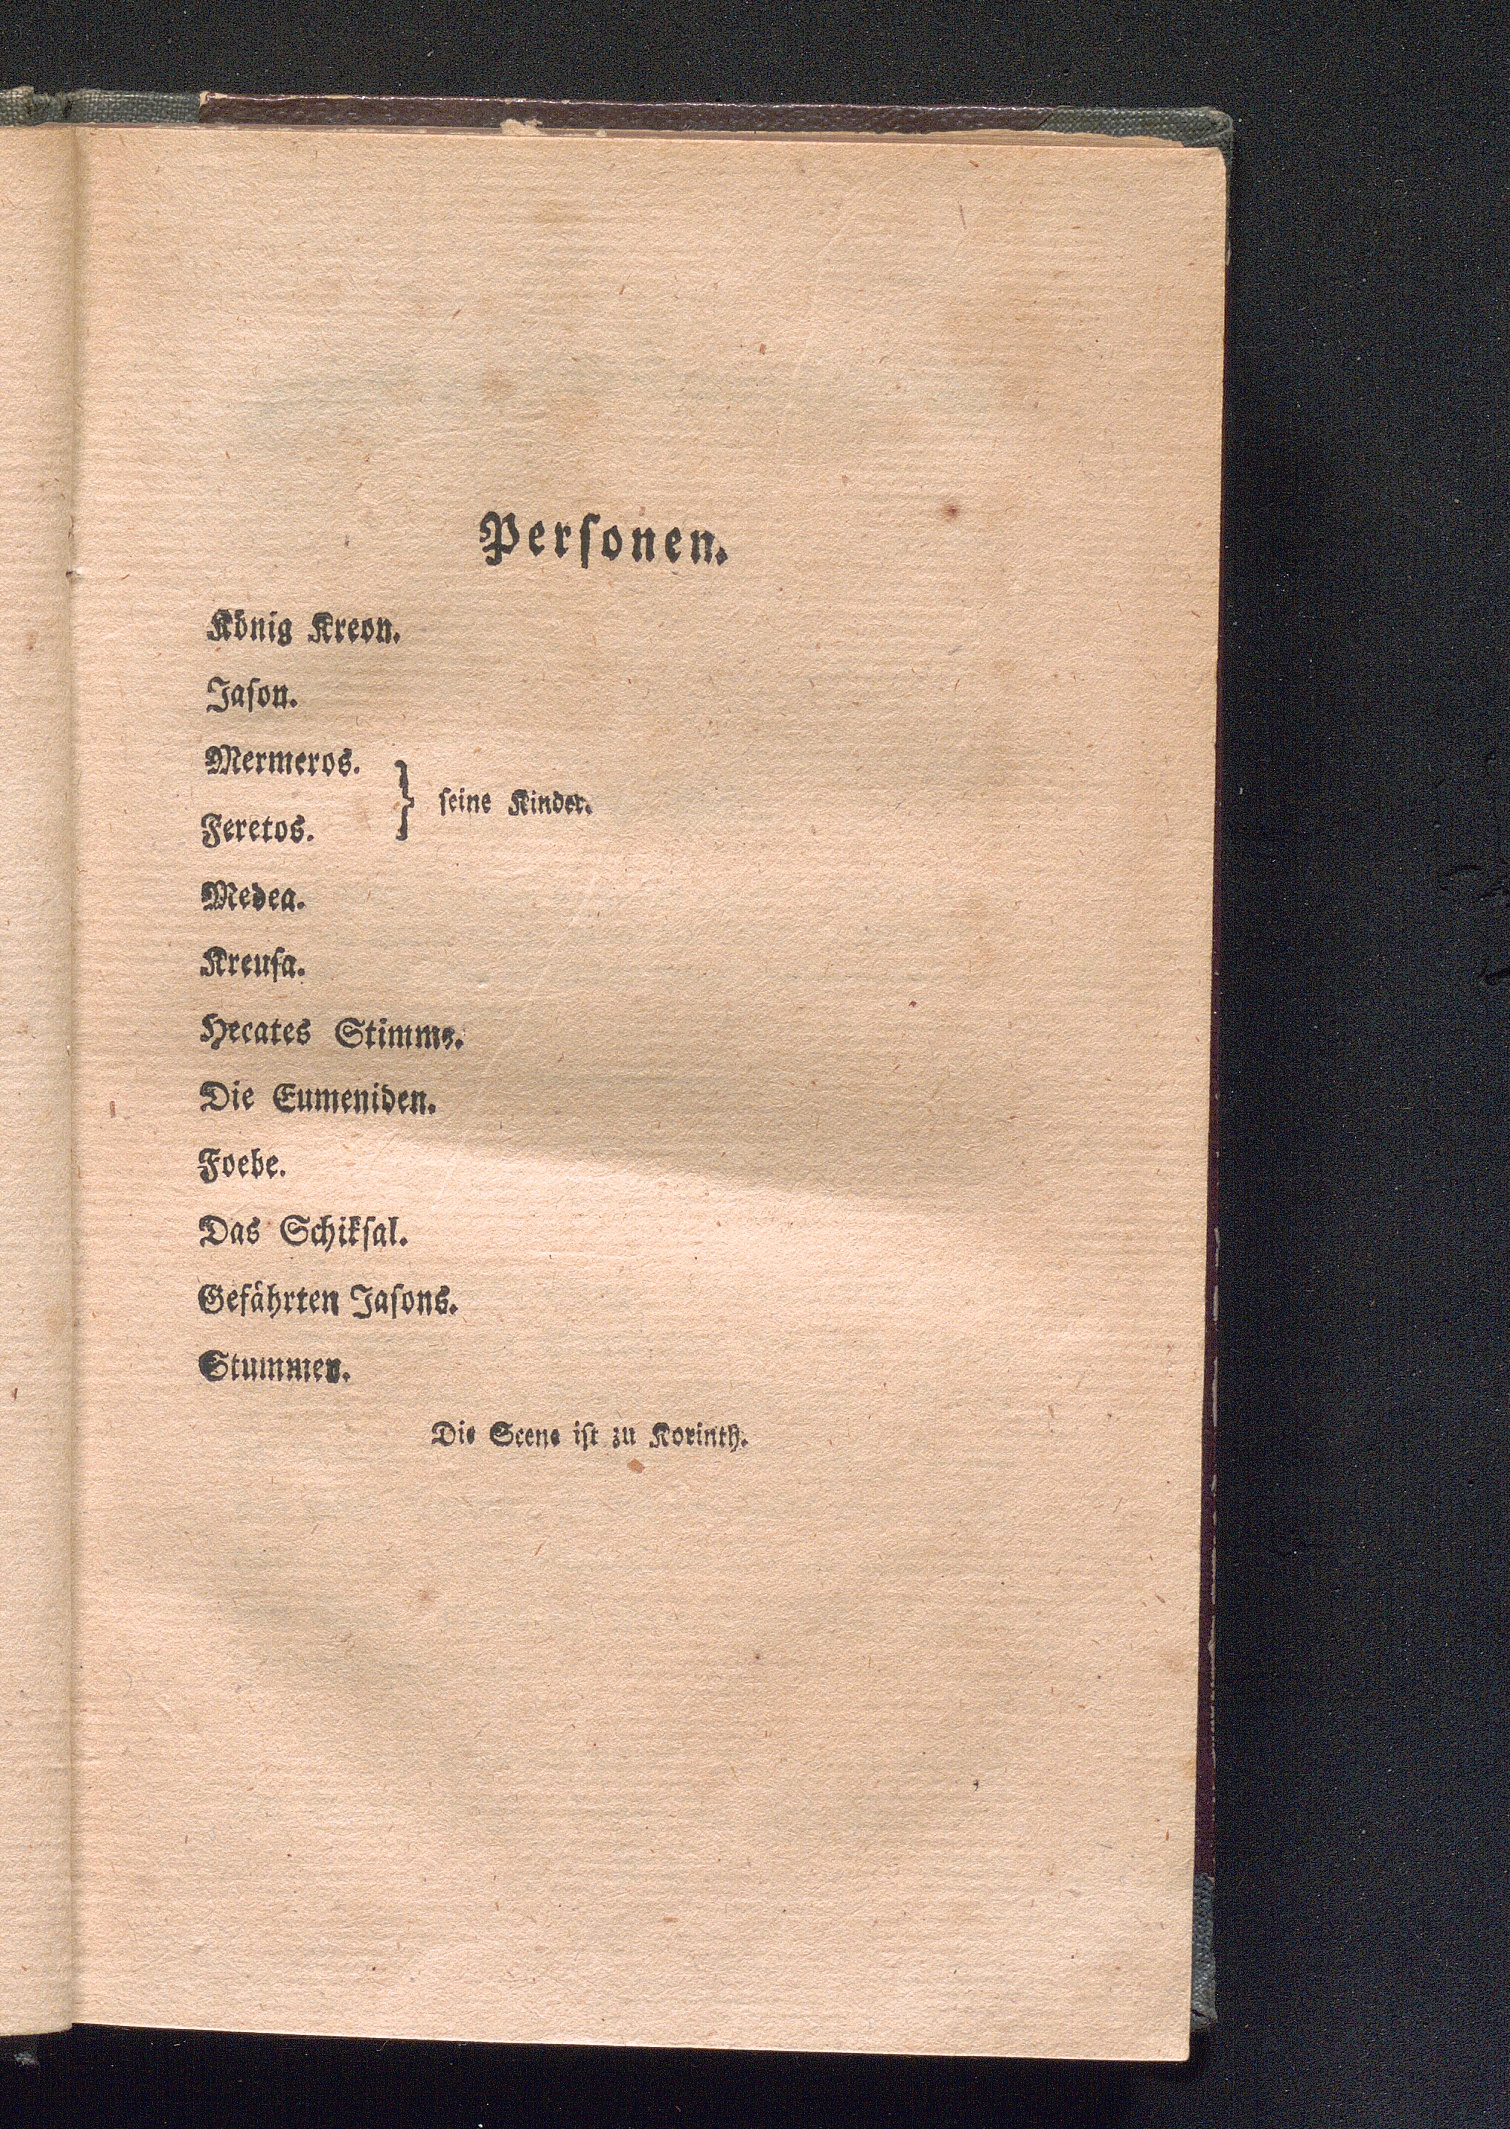 Perſonen.
König Kreon.
Jaſon.
Mermeros.
Feretos.
} ſeine Kinder.
Medea.
Kreuſa.
Hecates Stimme.
Die Eumeniden.
Foebe.
Das Schikſal.
Gefährten Jaſons.
Stummen.
Die Scene iſt zu Korinth.